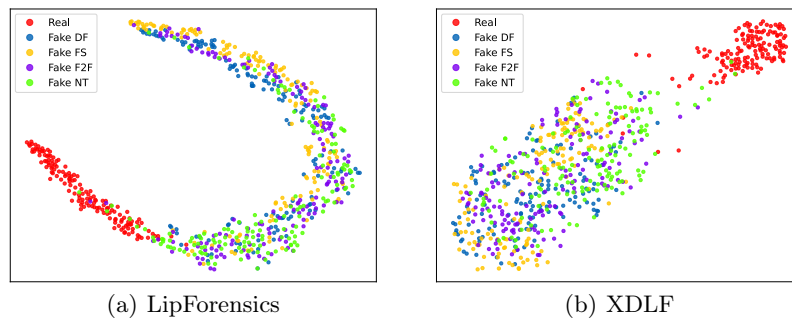 Real
Fake DF
Fake FS
Fake F2F
Fake NT
(a) LipForensics
Real
Fake DF
Fake FS
Fake F2F
Fake NT
(b) XDLF